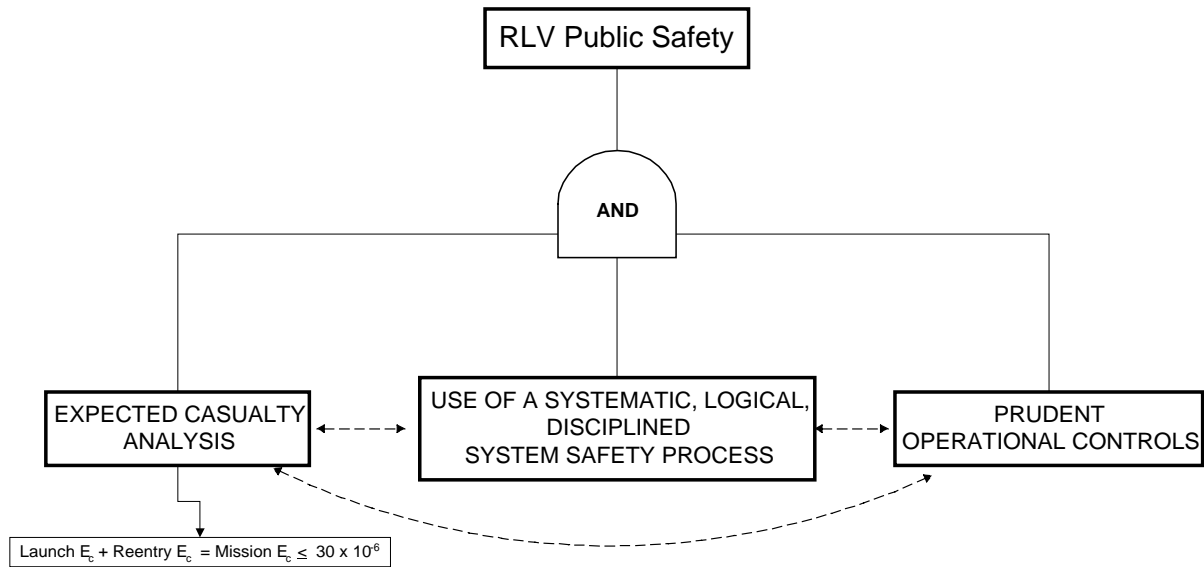 RLV Public Safety
AND
EXPECTED CASUALTY
ANALYSIS
USE OF A SYSTEMATIC, LOGICAL,
DISCIPLINED
SYSTEM SAFETY PROCESS
PRUDENT
OPERATIONAL CONTROLS
Launch E_c + Reentry E_c = Mission E_c ≤ 30 x 10⁻⁶